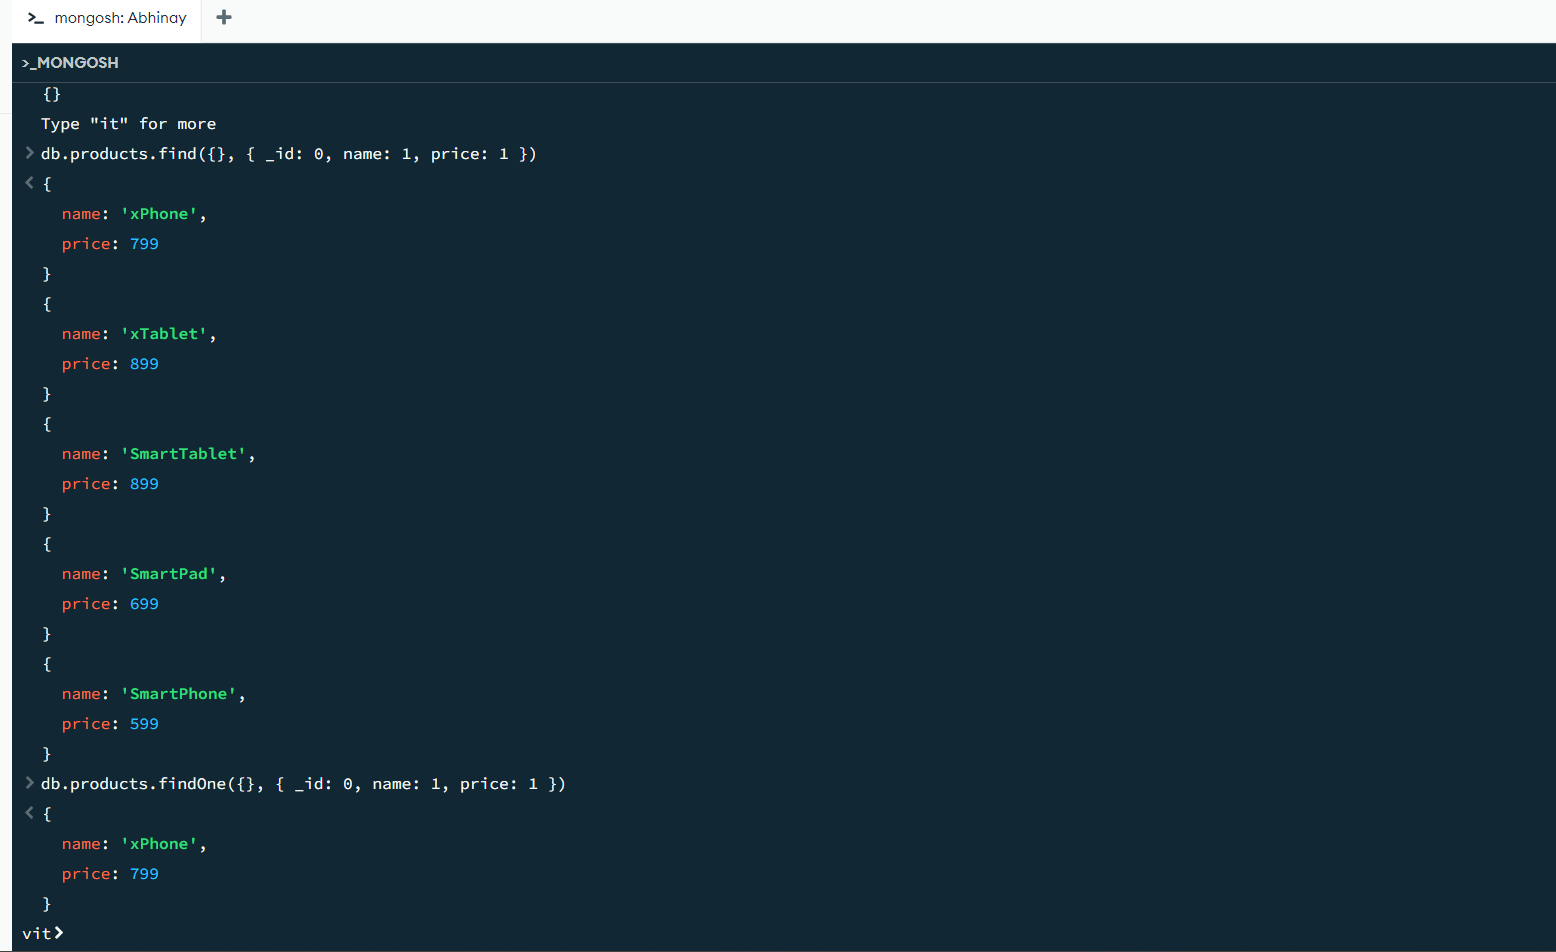 mongosh: Abhinay
>_MONGOSH
{}
Type "it" for more
db.products.find({}, { _id: 0, name: 1, price: 1 })
{
name: 'xPhone',
price: 799
}
{
name: 'xTablet',
price: 899
}
{
name: 'SmartTablet',
price: 899
}
{
name: 'SmartPad',
price: 699
}
{
name: 'SmartPhone',
price: 599
}
db.products.findOne({}, { _id: 0, name: 1, price: 1 })
{
name: 'xPhone',
price: 799
}
vit>